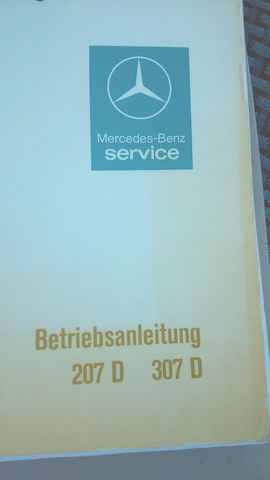 Mercedes-Benz
service
Betriebsanleitung
207 D 307 D